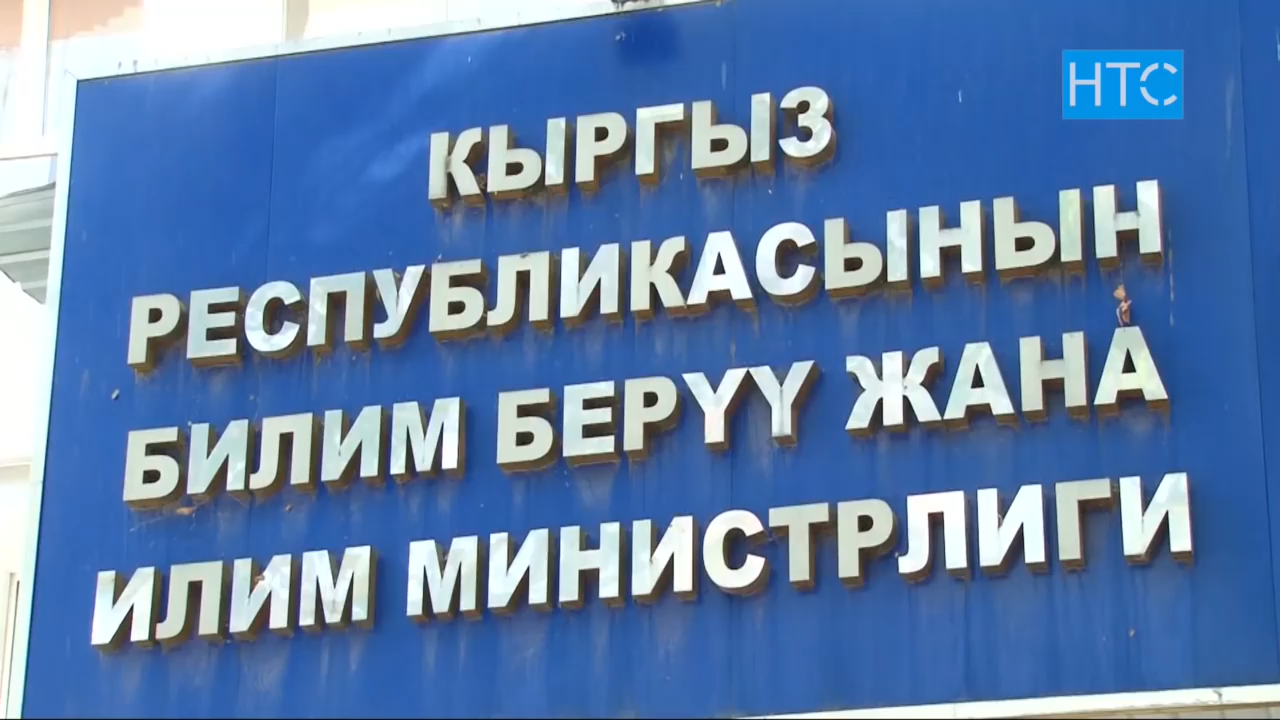 НТС
КЫРГЫЗ
РЕСПУБЛИКАСЫНЫН
БИЛИМ БЕРҮҮ ЖАНА
ИЛИМ МИНИСТРЛИГИ